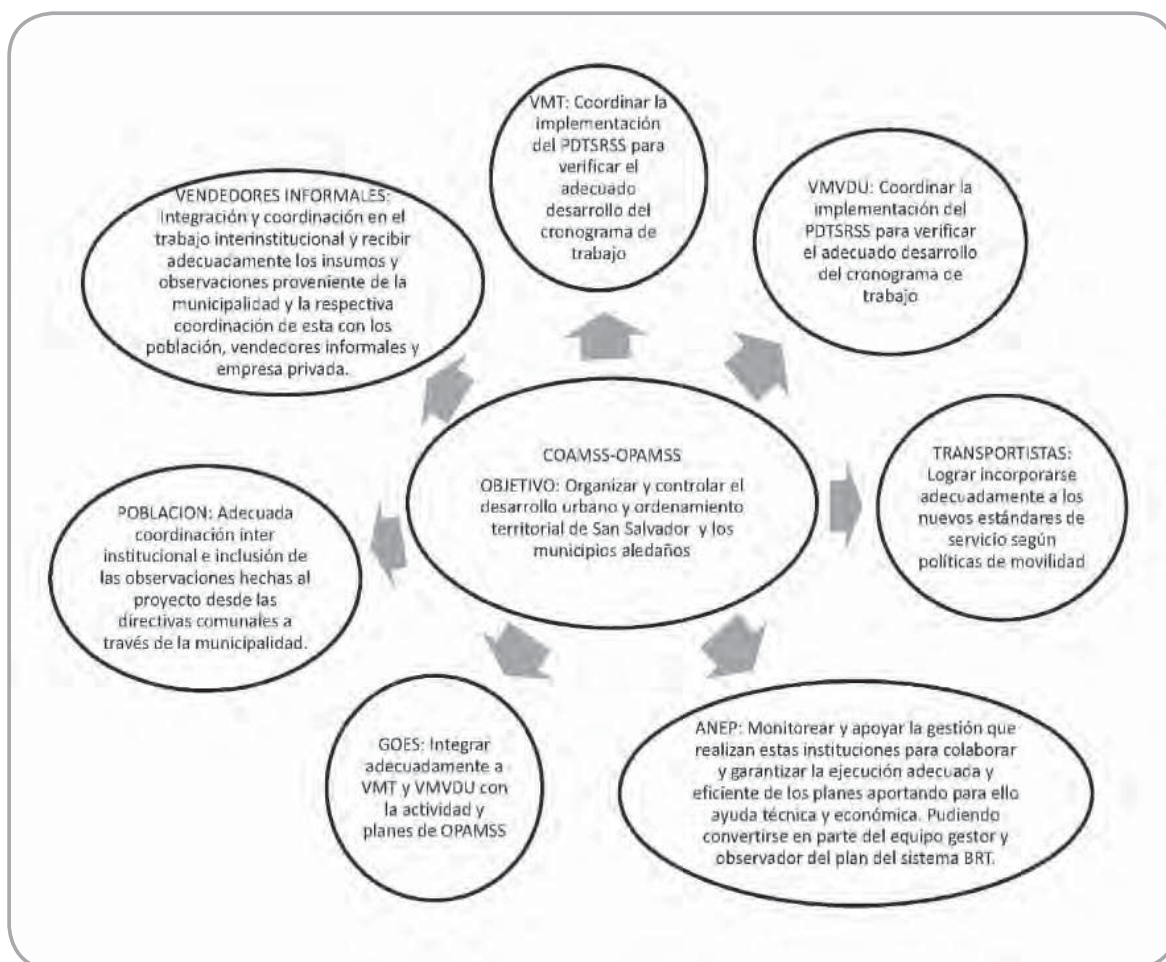 VMT: Coordinar la
implementación
del PDTSRSS para
verificar el
adecuado
desarrollo del
cronograma de
trabajo
VMVDU: Coordinar la
implementación del
PDTSRSS para verificar
el adecuado desarrollo
del cronograma de
trabajo
VENDEDORES INFORMALES:
Integración y coordinación en el
trabajo interinstitucional y recibir
adecuadamente los insumos y
observaciones proveniente de la
municipalidad y la respectiva
coordinación de esta con los
población, vendedores informales y
empresa privada.
COAMSS-OPAMSS
OBJETIVO: Organizar y controlar el
desarrollo urbano y ordenamiento
territorial de San Salvador y los
municipios aledaños
TRANSPORTISTAS:
Lograr incorporarse
adecuadamente a los
nuevos estándares de
servicio según
políticas de movilidad
POBLACION: Adecuada
coordinación inter
institucional e inclusión de
las observaciones hechas al
proyecto desde las
directivas comunales a
través de la municipalidad.
GOES: Integrar
adecuadamente a
VMT y VMVDU con
la actividad y
planes de OPAMSS
ANEP: Monitorear y apoyar la gestión que
realizan estas instituciones para colaborar
y garantizar la ejecución adecuada y
eficiente de los planes aportando para ello
ayuda técnica y económica. Pudiendo
convertirse en parte del equipo gestor y
observador del plan del sistema BRT.